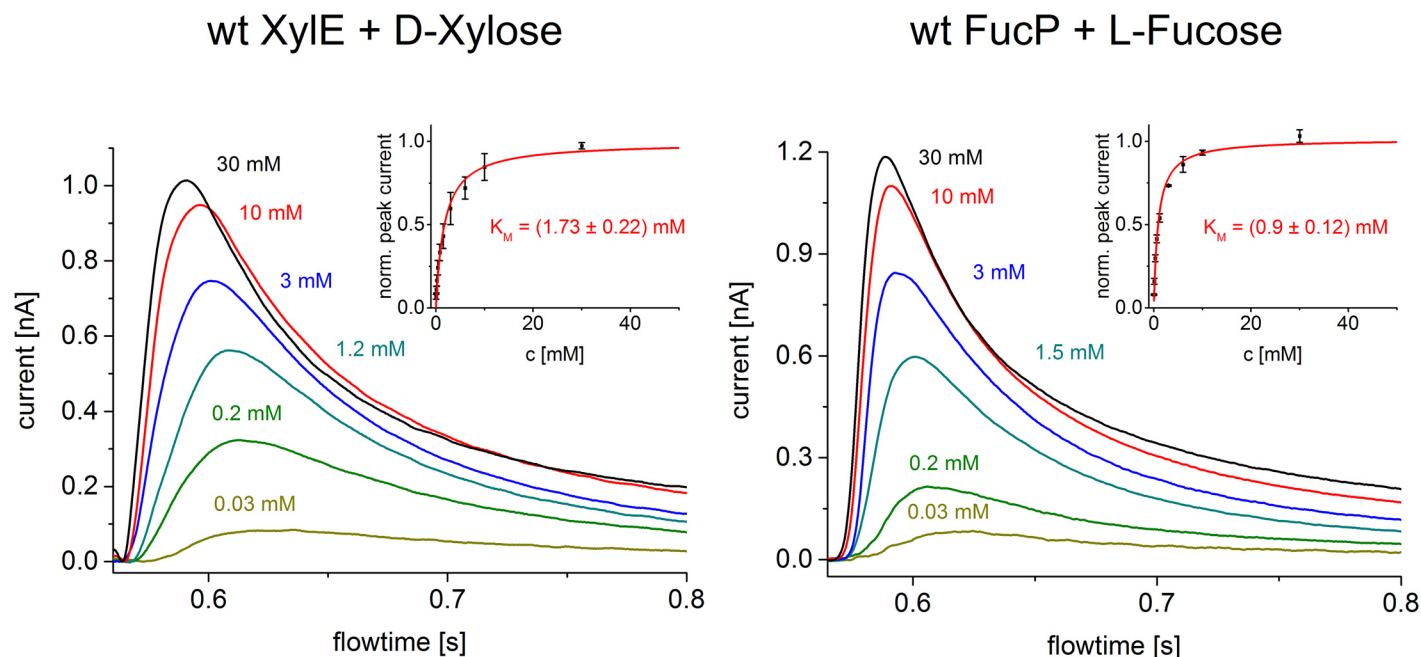 wt XylE + D-Xylose
30 mM
10 mM
3 mM
1.2 mM
0.2 mM
0.03 mM
1.0
0.8
0.6
0.4
0.2
0.0
current [nA]
0.6
0.7
0.8
flowtime [s]
1.0
0.5
0.0
norm. peak current
K_M = (1.73 ± 0.22) mM
0
20
40
c [mM]
wt FucP + L-Fucose
30 mM
10 mM
3 mM
1.5 mM
0.2 mM
0.03 mM
1.2
0.9
0.6
0.3
0.0
current [nA]
0.6
0.7
0.8
flowtime [s]
1.0
0.5
0.0
norm. peak current
K_M = (0.9 ± 0.12) mM
0
20
40
c [mM]